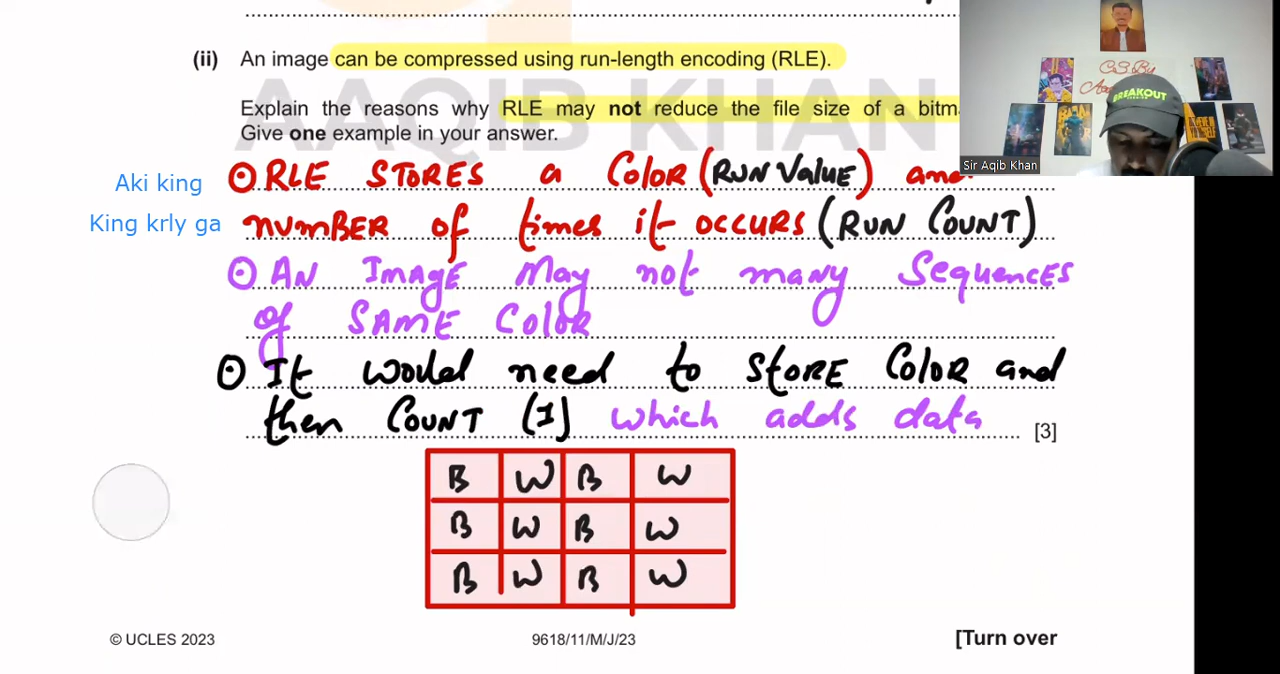 (ii) An image can be compressed using run-length encoding (RLE).
Explain the reasons why RLE may not reduce the file size of a bitm
Give one example in your answer.
AAQIB KHAN
BREAKOUT
Sir Aqib Khan
Aki king
King krly ga
RLE STORES a Color (RUN Value) and
number of times it occurs (RUN COUNT)
An Image May not many Sequences
of SAME Color
It would need to store Color and
then COUNT (1) which adds data
[3]
B W B W
B W B W
B W B W
© UCLES 2023
9618/11/M/J/23
[Turn over